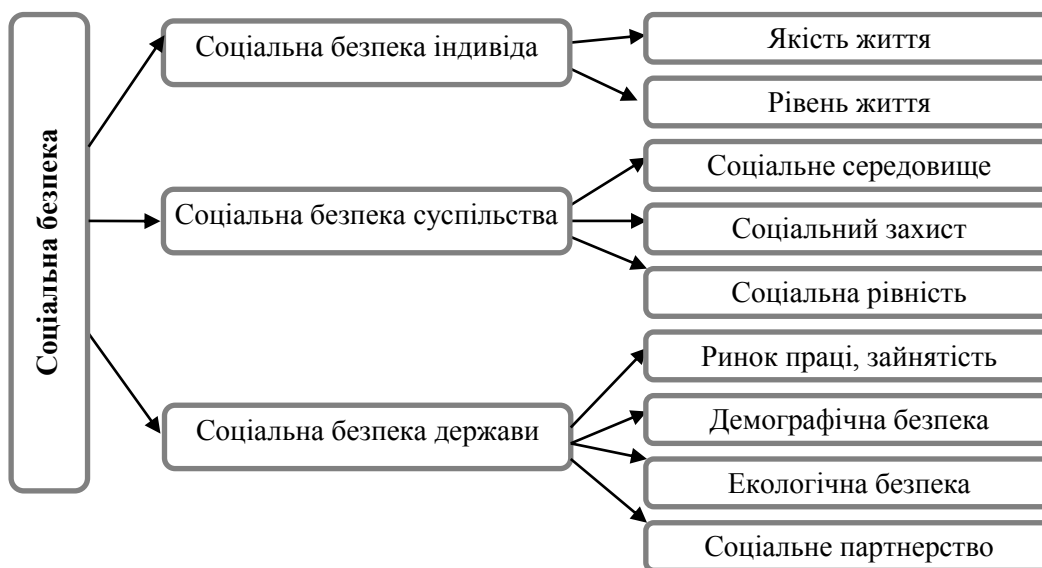 Соціальна безпека
Соціальна безпека індивіда
Якість життя
Рівень життя
Соціальна безпека суспільства
Соціальне середовище
Соціальний захист
Соціальна рівність
Соціальна безпека держави
Ринок праці, зайнятість
Демографічна безпека
Екологічна безпека
Соціальне партнерство